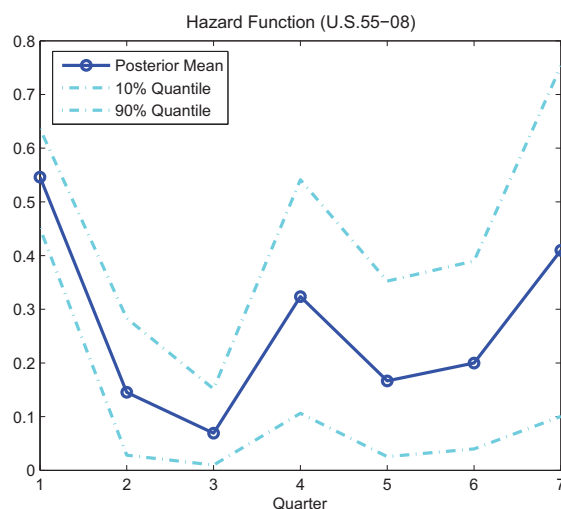 Hazard Function (U.S.55−08)
Posterior Mean
10% Quantile
90% Quantile
0.8
0.7
0.6
0.5
0.4
0.3
0.2
0.1
0
1 2 3 4 5 6 7
Quarter